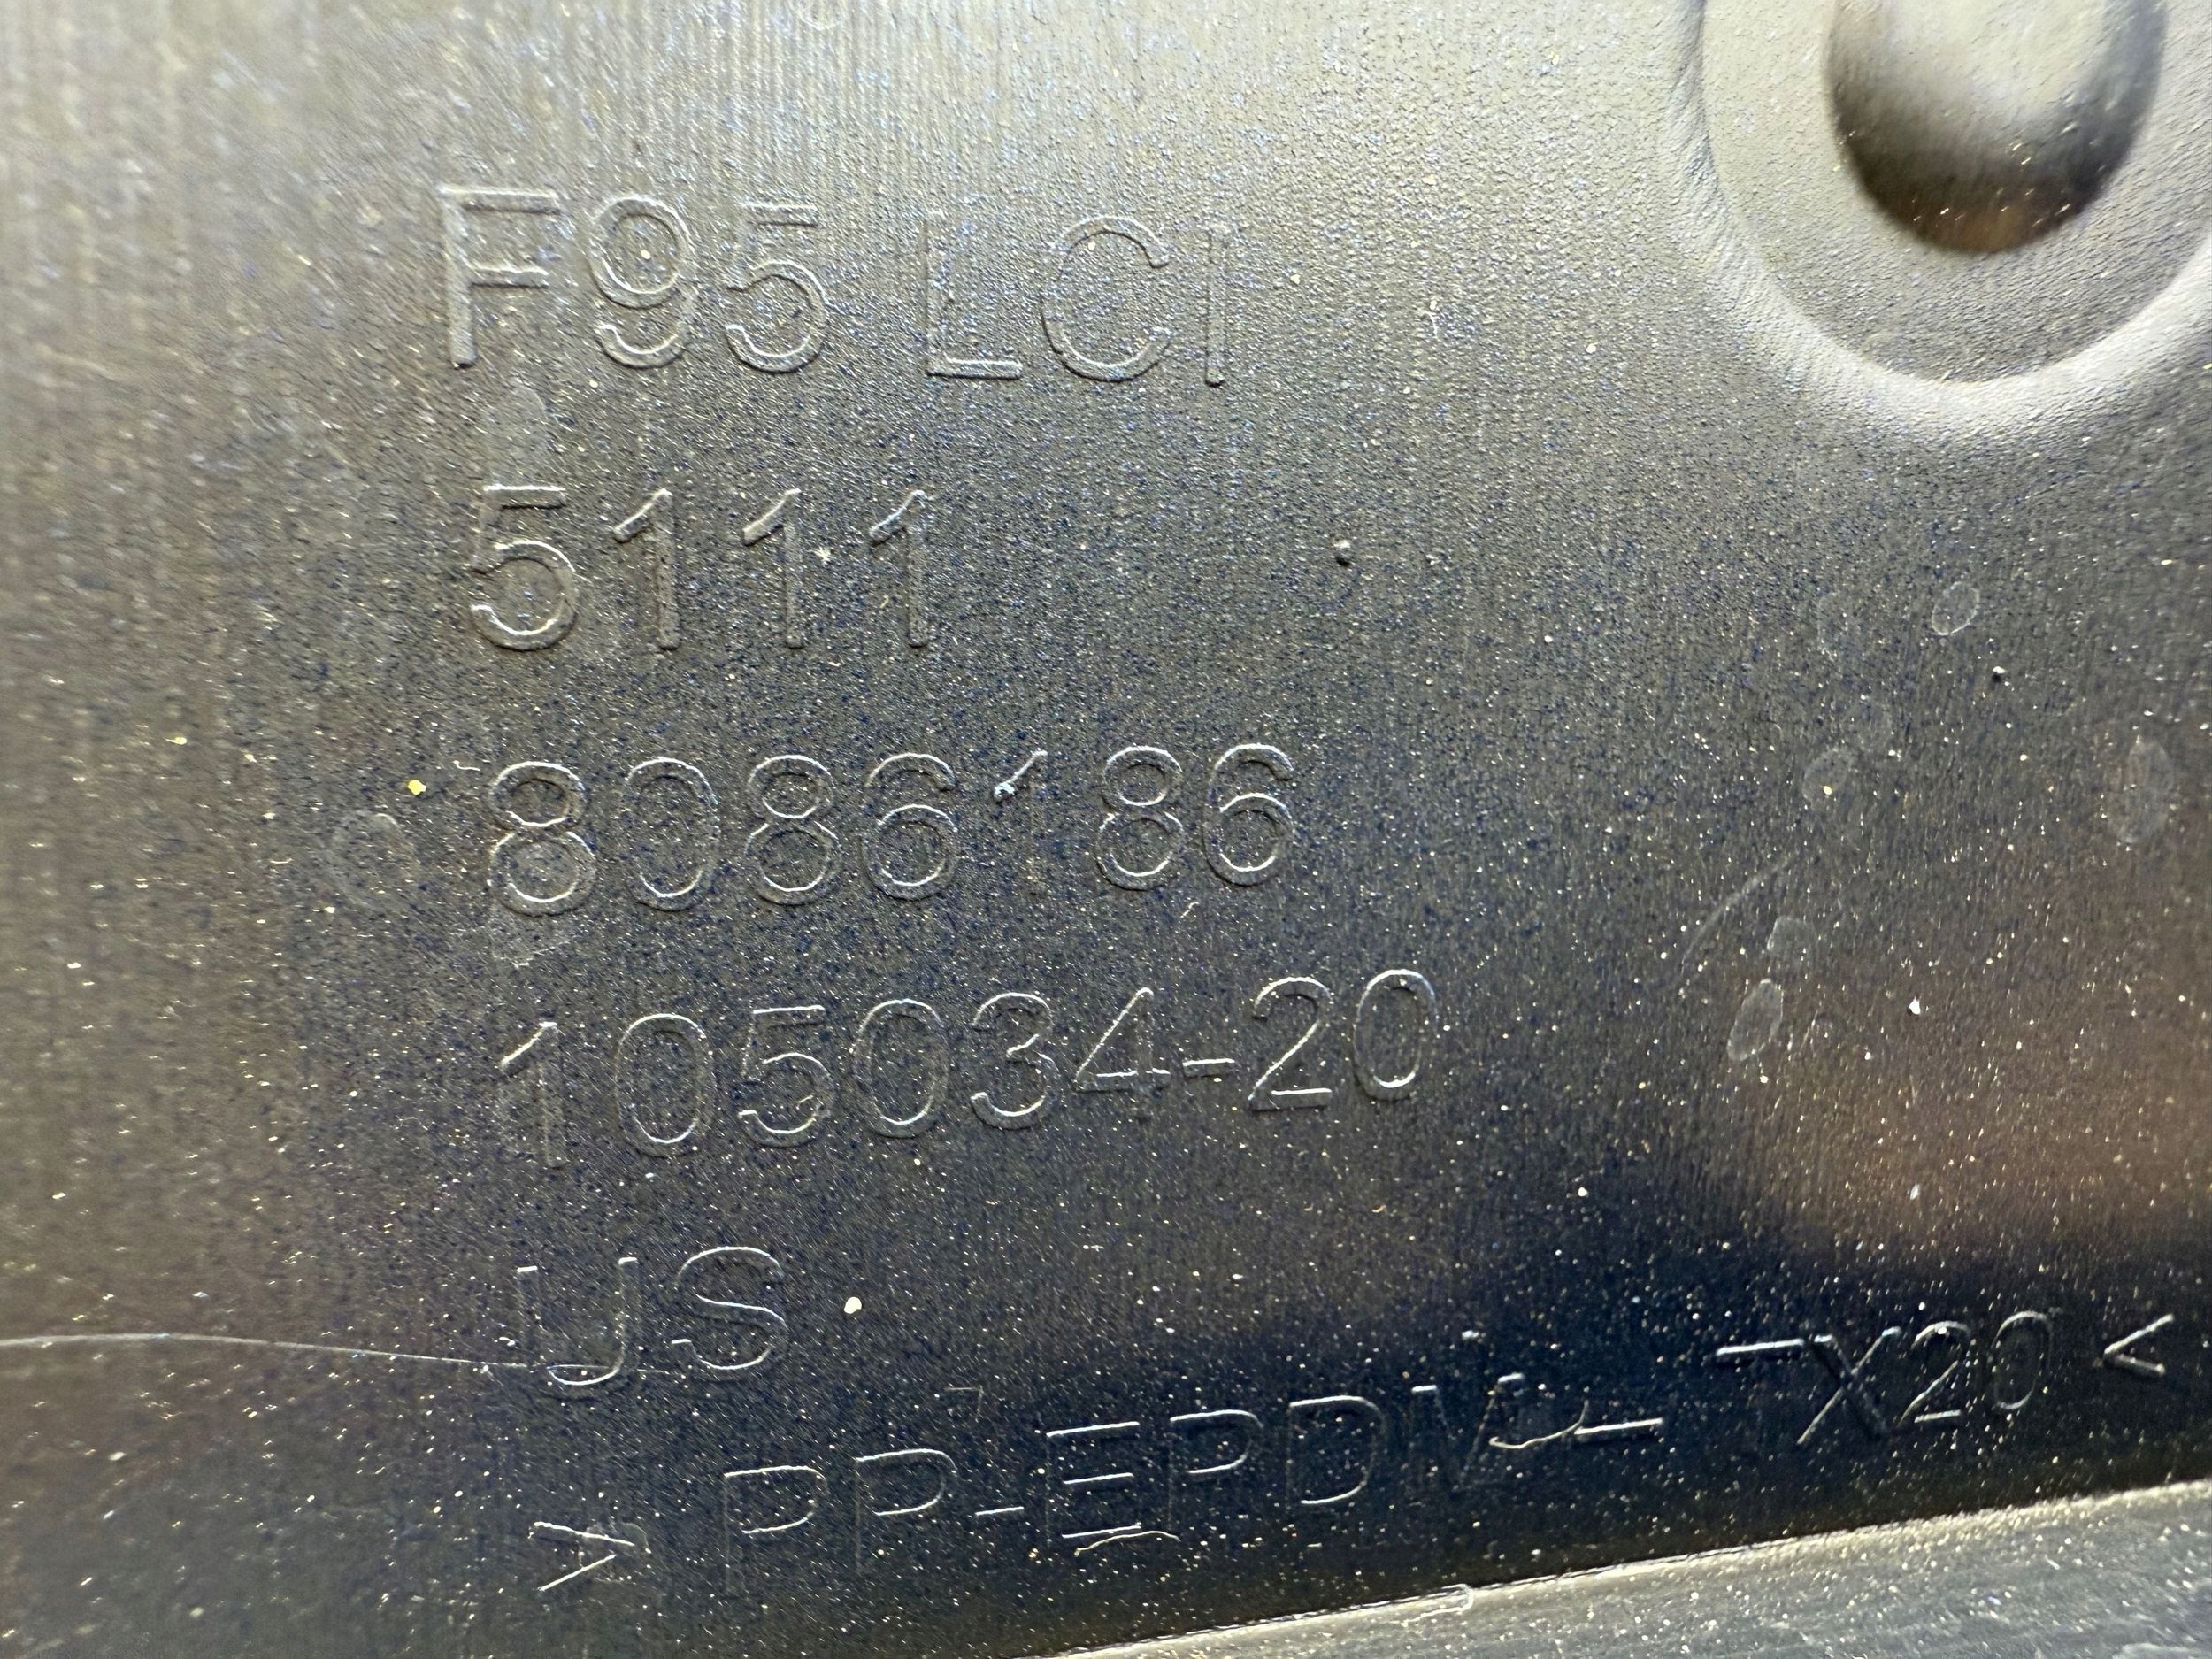 F95 LCI
5111
8086186
105034-20
US
> PP-EPDM-TX20 <